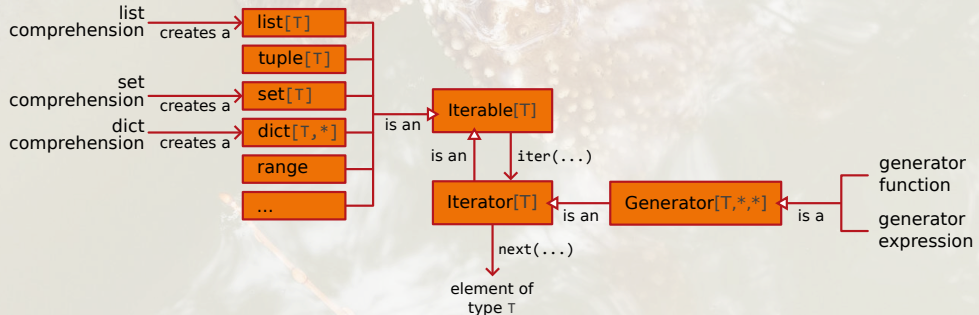 list
comprehension
creates a
list[T]
tuple[T]
set
comprehension
creates a
set[T]
dict
comprehension
creates a
dict[T,*]
range
...
is an
Iterable[T]
is an
iter(...)
Iterator[T]
next(...)
element of
type T
is an
Generator[T,*,*]
is a
generator
function
generator
expression